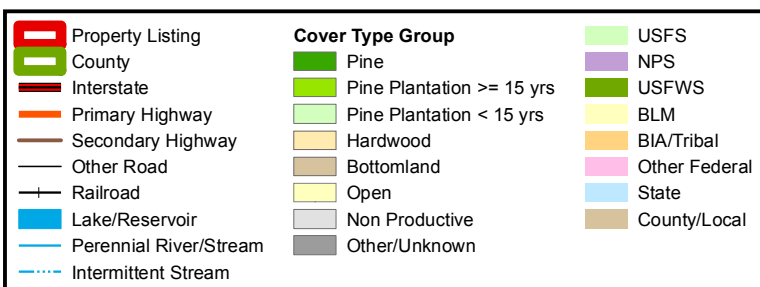 Property Listing
County
Interstate
Primary Highway
Secondary Highway
Other Road
Railroad
Lake/Reservoir
Perennial River/Stream
Intermittent Stream
Cover Type Group
Pine
Pine Plantation >= 15 yrs
Pine Plantation < 15 yrs
Hardwood
Bottomland
Open
Non Productive
Other/Unknown
USFS
NPS
USFWS
BLM
BIA/Tribal
Other Federal
State
County/Local